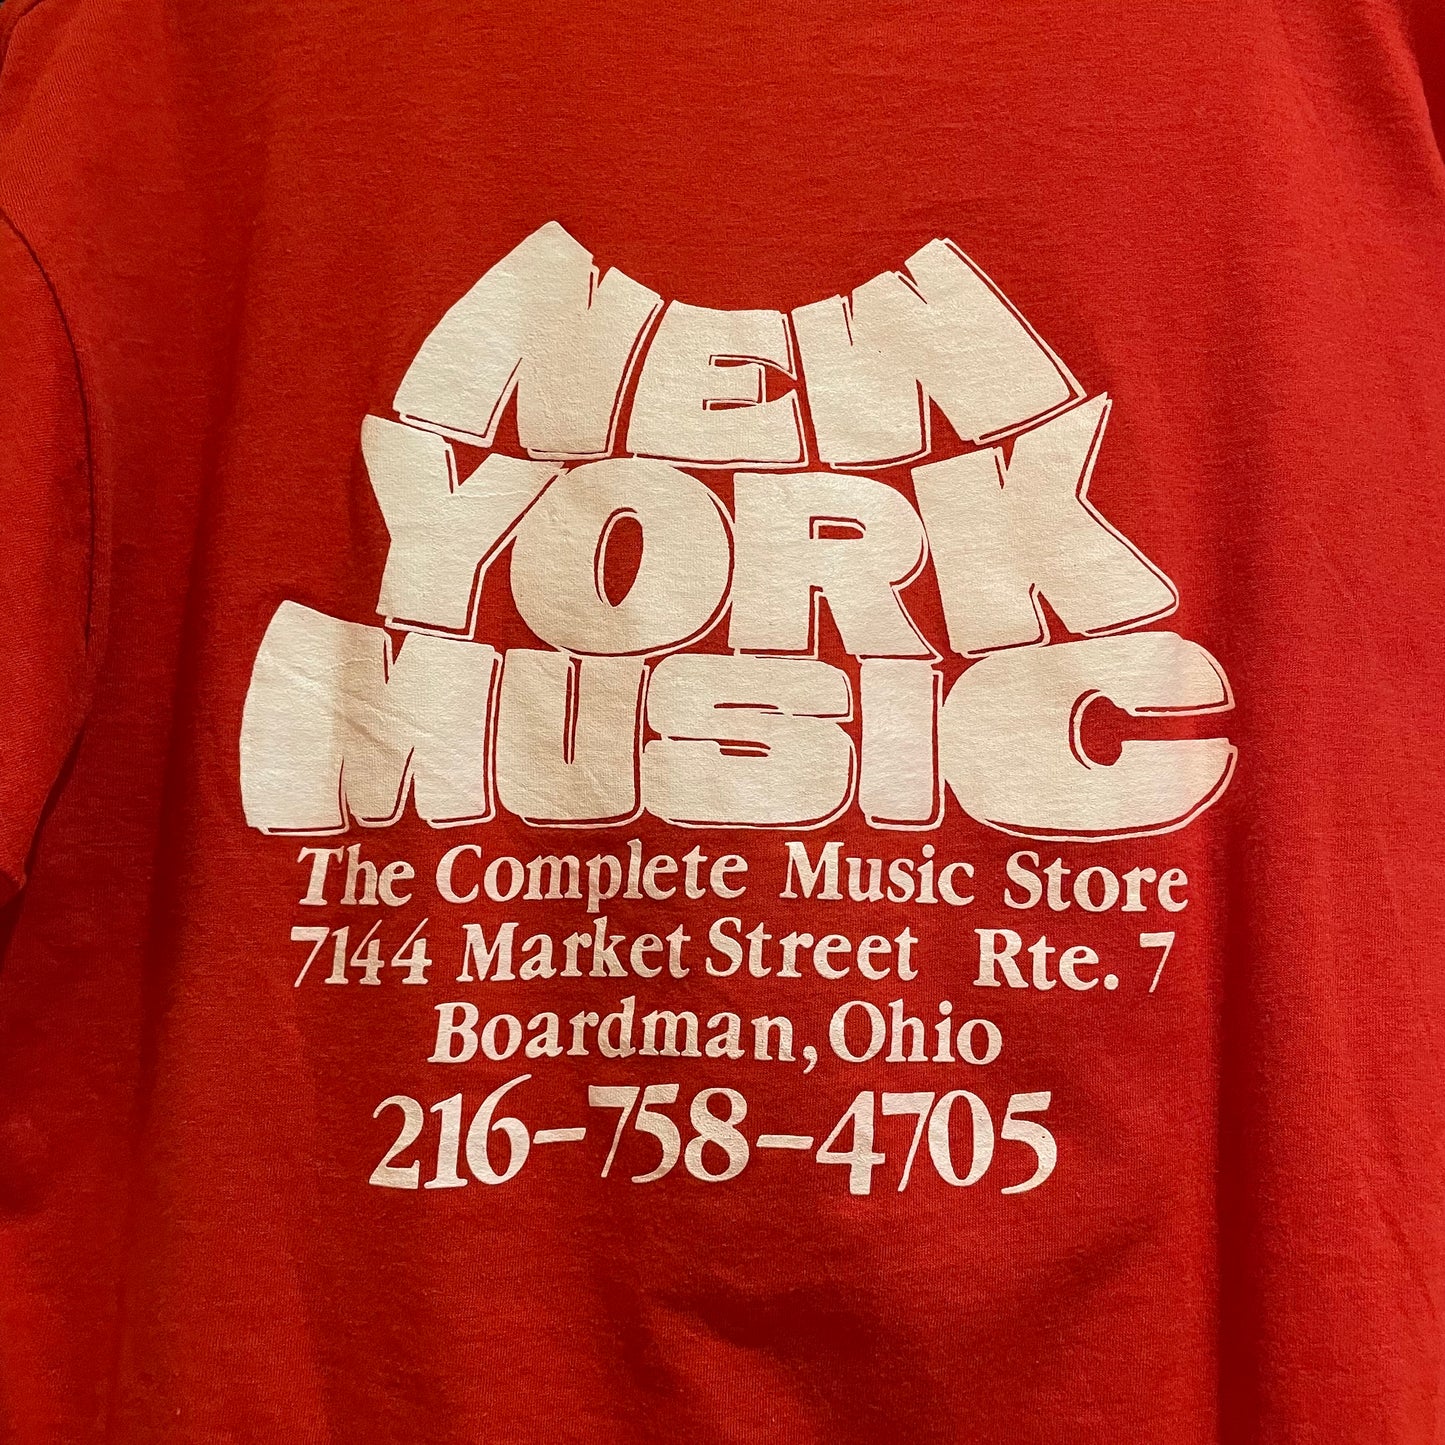 NEW
YORK
MUSIC
The Complete Music Store
7144 Market Street Rte. 7
Boardman, Ohio
216-758-4705